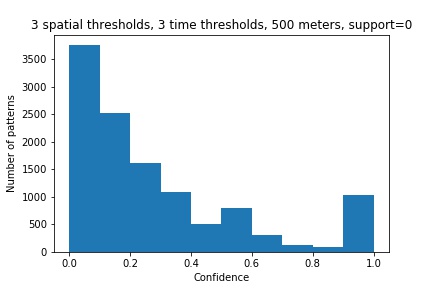 3 spatial thresholds, 3 time thresholds, 500 meters, support=0
3500
3000
2500
2000
1500
1000
500
0
Number of patterns
0.0 0.2 0.4 0.6 0.8 1.0
Confidence